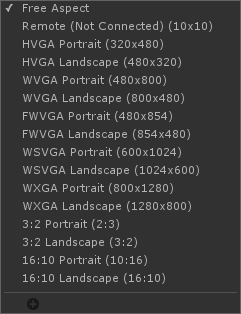 Free Aspect
Remote (Not Connected) (10x10)
HVGA Portrait (320x480)
HVGA Landscape (480x320)
WVGA Portrait (480x800)
WVGA Landscape (800x480)
FWVGA Portrait (480x854)
FWVGA Landscape (854x480)
WSVGA Portrait (600x1024)
WSVGA Landscape (1024x600)
WXGA Portrait (800x1280)
WXGA Landscape (1280x800)
3:2 Portrait (2:3)
3:2 Landscape (3:2)
16:10 Portrait (10:16)
16:10 Landscape (16:10)